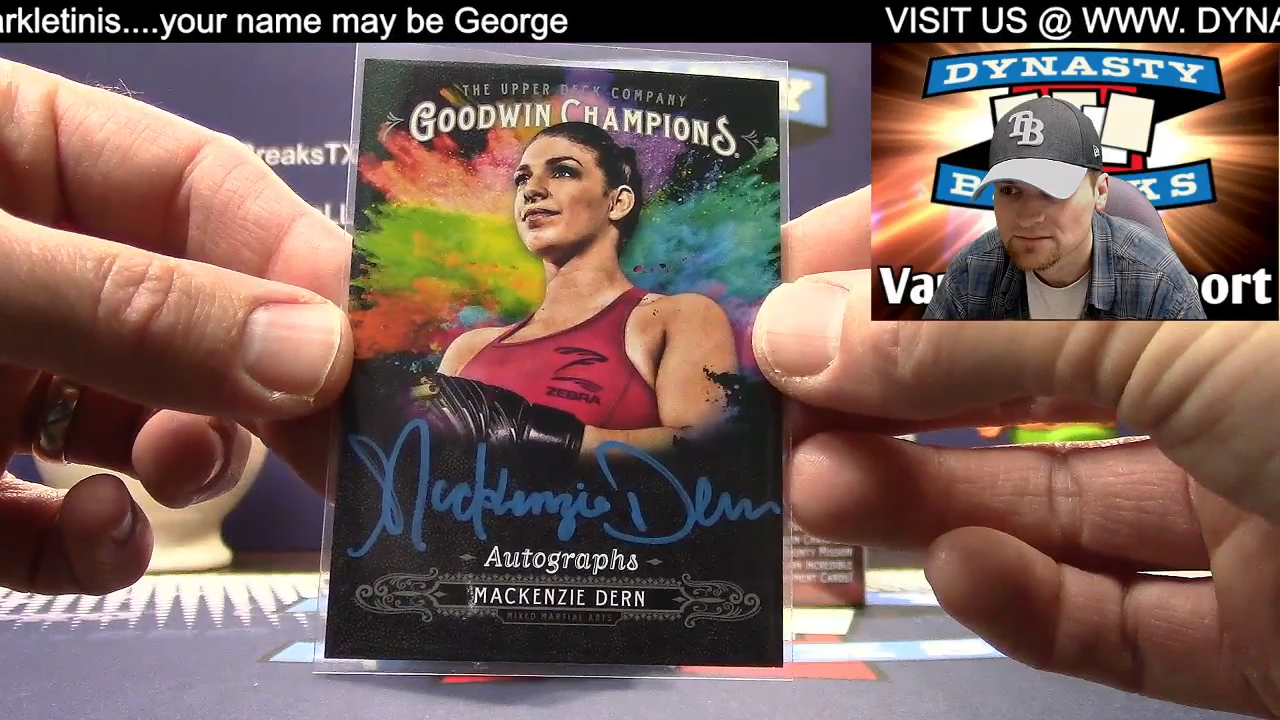 arkletinis....your name may be George
VISIT US @ WWW. DYNA
DYNASTY
B KS
TB
Va ort
reaksTX
THE UPPER DECK COMPANY
GOODWIN CHAMPIONS
ZEBRA
Mackenzie Dern
Autographs
MACKENZIE DERN
MIXED MARTIAL ARTS